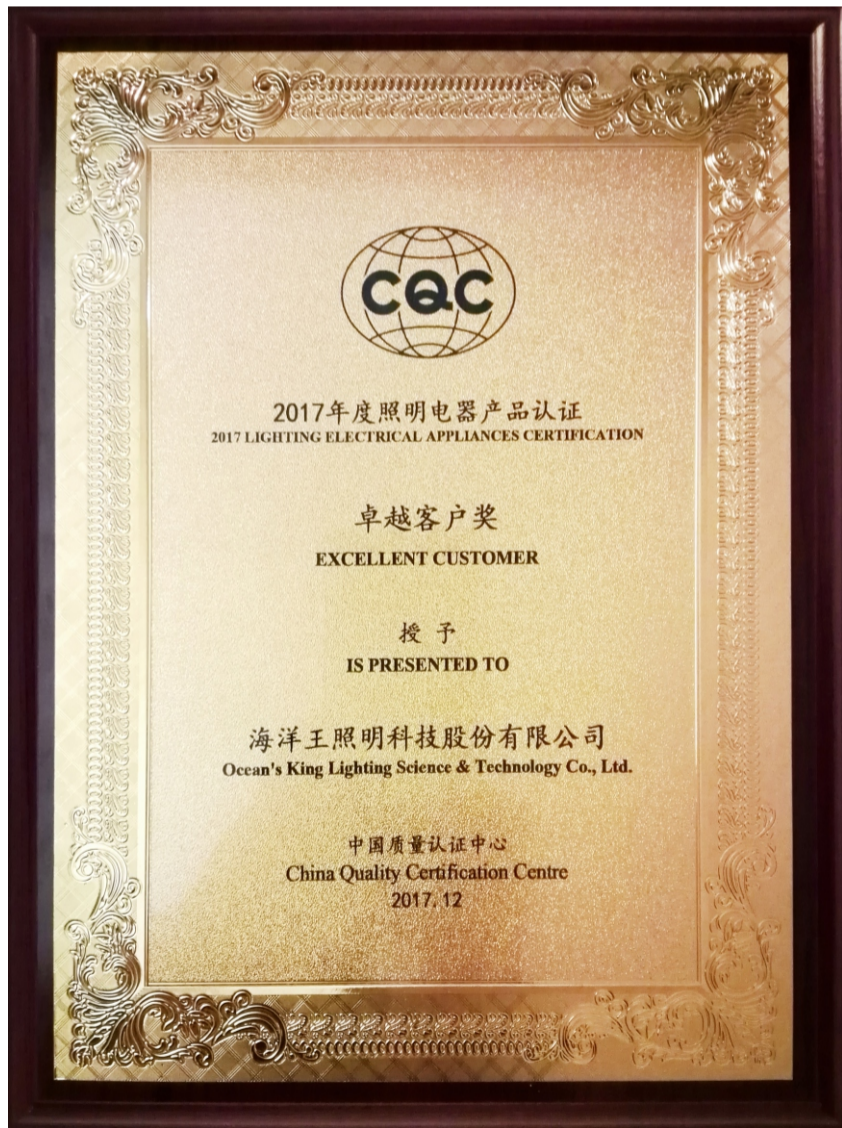 CQC
2017年度照明电器产品认证
2017 LIGHTING ELECTRICAL APPLIANCES CERTIFICATION
卓越客户奖
EXCELLENT CUSTOMER
授予
IS PRESENTED TO
海洋王照明科技股份有限公司
Ocean's King Lighting Science & Technology Co., Ltd.
中国质量认证中心
China Quality Certification Centre
2017.12